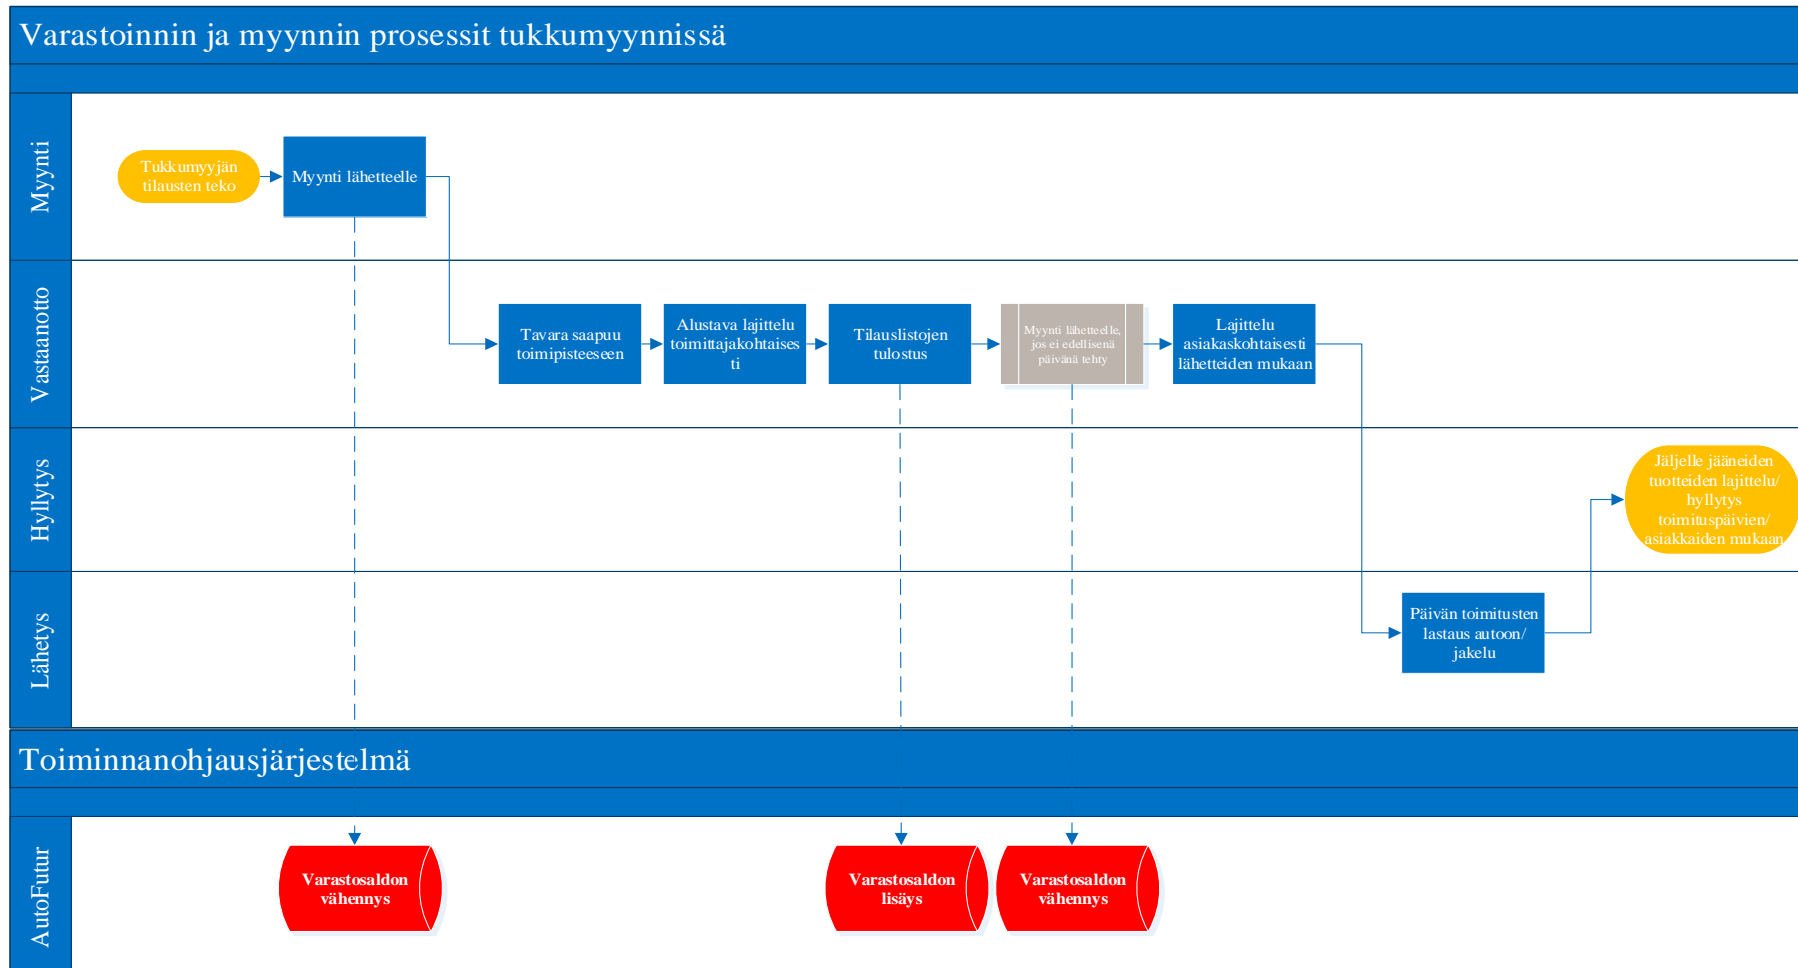 Varastoinnin ja myynnin prosessit tukkumyynnissä
Myynti
Tukkumyyjän
tilausten teko
Myynti lähetteelle
Vastaanotto
Tavara saapuu
toimipisteeseen
Alustava lajittelu
toimittajakohtaises
ti
Tilauslistojen
tulostus
Myynti lähetteelle,
jos ei edellisenä
päivänä tehty
Lajittelu
asiakaskohtaisesti
lähetteiden mukaan
Hyllytys
Jäljelle jääneiden
tuotteiden lajittelu/
hyllytys
toimituspäivien/
asiakkaiden mukaan
Lähetys
Päivän toimitusten
lastaus autoon/
jakelu
Toiminnanohjausjärjestelmä
AutoFutur
Varastosaldon
vähennys
Varastosaldon
lisäys
Varastosaldon
vähennys